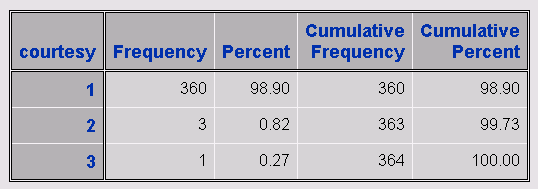 courtesy Frequency Percent Cumulative Frequency Cumulative Percent
1 360 98.90 360 98.90
2 3 0.82 363 99.73
3 1 0.27 364 100.00